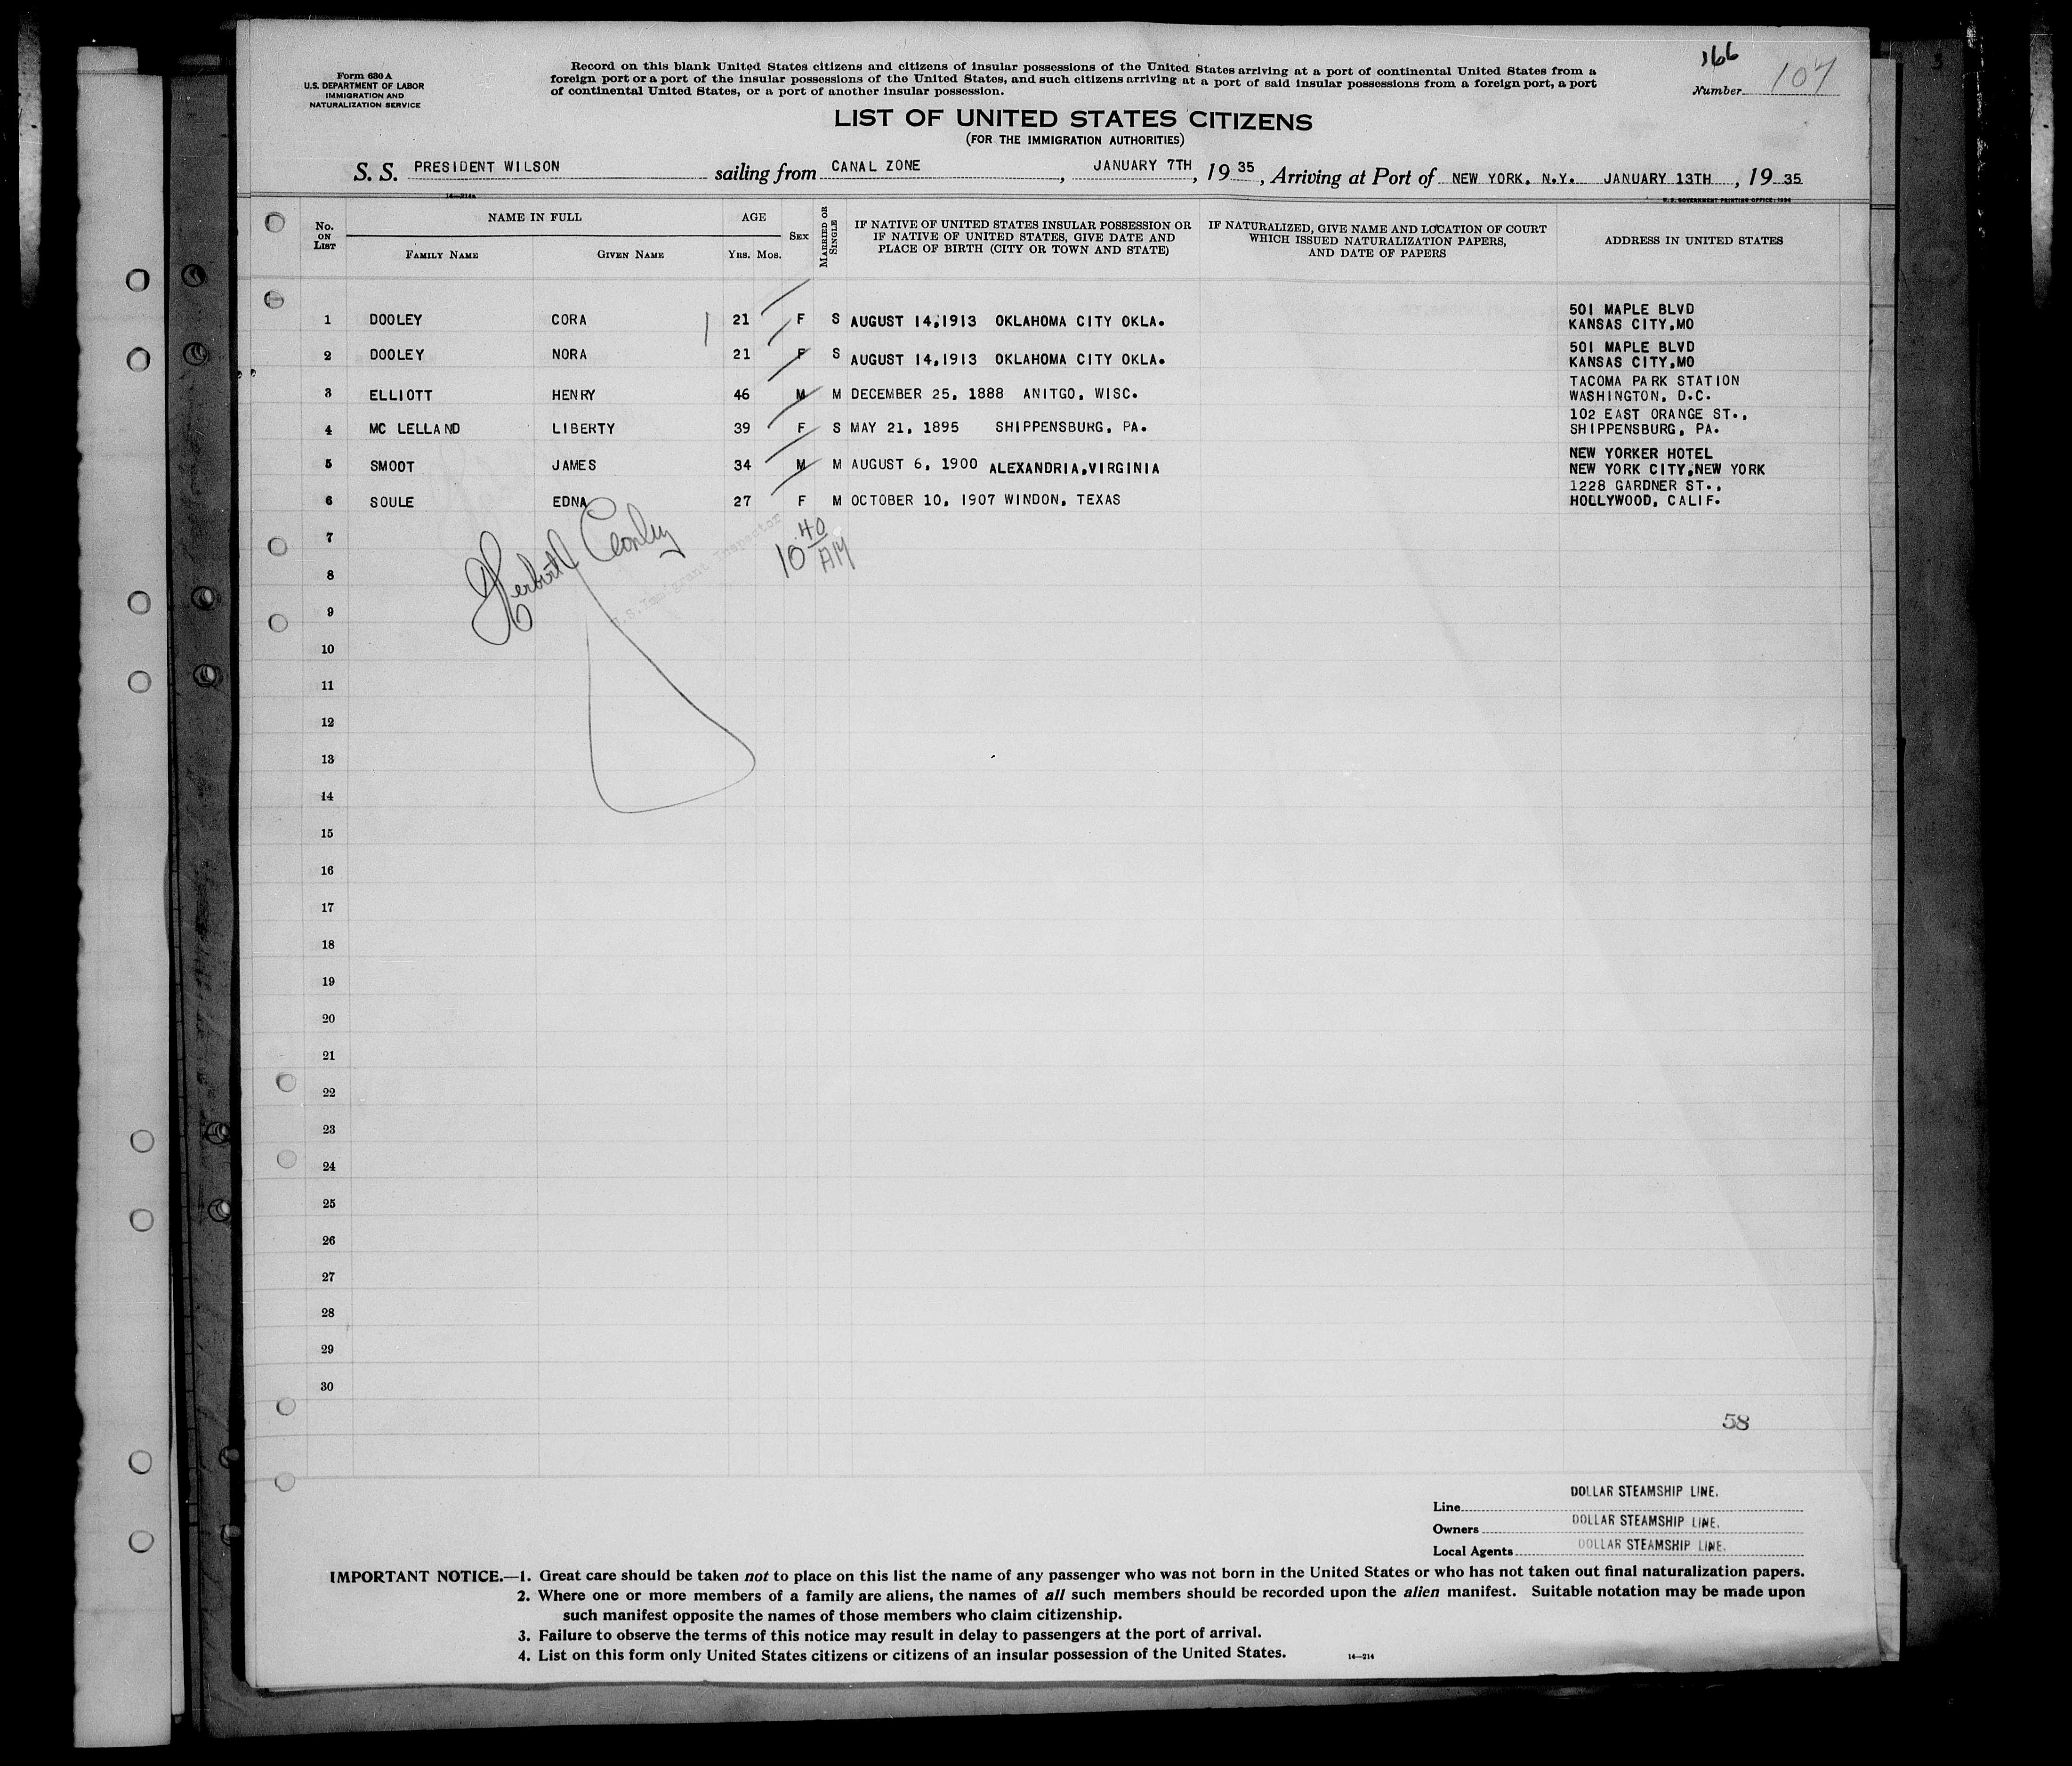 166
Form 630 A
U.S. DEPARTMENT OF LABOR
IMMIGRATION AND
NATURALIZATION SERVICE
Record on this blank United States citizens and citizens of insular possessions of the United States arriving at a port of continental United States from a
foreign port or a port of the insular possessions of the United States, and such citizens arriving at a port of said insular possessions from a foreign port, a port
of continental United States, or a port of another insular possession.
Number 107
LIST OF UNITED STATES CITIZENS
(FOR THE IMMIGRATION AUTHORITIES)
S. S. PRESIDENT WILSON sailing from CANAL ZONE, JANUARY 7TH, 19 35, Arriving at Port of NEW YORK, N.Y. JANUARY 13TH, 19 35
14—214a
U. S. GOVERNMENT PRINTING OFFICE: 1934
No. ON LIST
NAME IN FULL
FAMILY NAME
GIVEN NAME
AGE
YRS. MOS.
SEX
MARRIED OR SINGLE
IF NATIVE OF UNITED STATES INSULAR POSSESSION OR
IF NATIVE OF UNITED STATES, GIVE DATE AND
PLACE OF BIRTH (CITY OR TOWN AND STATE)
IF NATURALIZED, GIVE NAME AND LOCATION OF COURT
WHICH ISSUED NATURALIZATION PAPERS,
AND DATE OF PAPERS
ADDRESS IN UNITED STATES
1 DOOLEY CORA 21 F S AUGUST 14,1913 OKLAHOMA CITY OKLA. 501 MAPLE BLVD
KANSAS CITY,MO
2 DOOLEY NORA 21 F S AUGUST 14,1913 OKLAHOMA CITY OKLA. 501 MAPLE BLVD
KANSAS CITY,MO
3 ELLIOTT HENRY 46 M M DECEMBER 25, 1888 ANITGO, WISC. TACOMA PARK STATION
WASHINGTON, D.C.
4 MC LELLAND LIBERTY 39 F S MAY 21, 1895 SHIPPENSBURG, PA. 102 EAST ORANGE ST.,
SHIPPENSBURG, PA.
5 SMOOT JAMES 34 M M AUGUST 6, 1900 ALEXANDRIA,VIRGINIA NEW YORKER HOTEL
NEW YORK CITY,NEW YORK
6 SOULE EDNA 27 F M OCTOBER 10, 1907 WINDON, TEXAS 1228 GARDNER ST.,
HOLLYWOOD, CALIF.
7
8
9
10
11
12
13
14
15
16
17
18
19
20
21
22
23
24
25
26
27
28
29
30
Herbert Conley
U.S. Immigrant Inspector
10 40 AM
58
Line DOLLAR STEAMSHIP LINE.
Owners DOLLAR STEAMSHIP LINE.
Local Agents DOLLAR STEAMSHIP LINE.
IMPORTANT NOTICE.—1. Great care should be taken not to place on this list the name of any passenger who was not born in the United States or who has not taken out final naturalization papers.
2. Where one or more members of a family are aliens, the names of all such members should be recorded upon the alien manifest. Suitable notation may be made upon
such manifest opposite the names of those members who claim citizenship.
3. Failure to observe the terms of this notice may result in delay to passengers at the port of arrival.
4. List on this form only United States citizens or citizens of an insular possession of the United States.
14—214